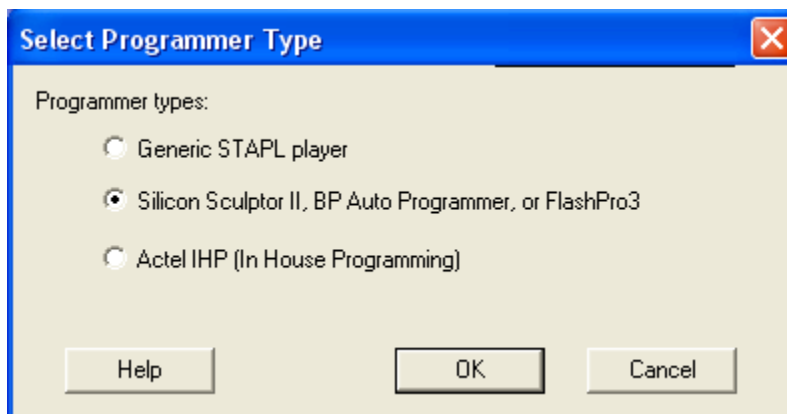 Select Programmer Type
Programmer types:
Generic STAPL player
Silicon Sculptor II, BP Auto Programmer, or FlashPro3
Actel IHP (In House Programming)
Help OK Cancel